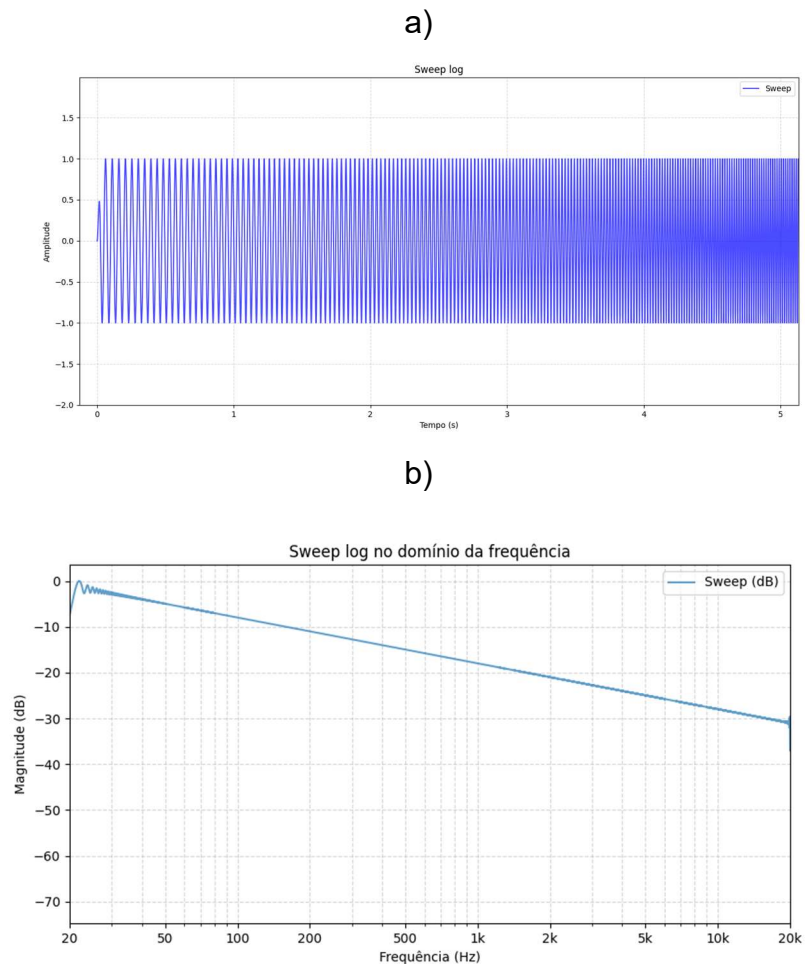 a)
Sweep log
Sweep
1.5
1.0
0.5
0.0
−0.5
−1.0
−1.5
−2.0
Amplitude
0
1
2
3
4
5
Tempo (s)
b)
Sweep log no domínio da frequência
Sweep (dB)
0
−10
−20
−30
−40
−50
−60
−70
Magnitude (dB)
20
50
100
200
500
1k
2k
5k
10k
20k
Frequência (Hz)